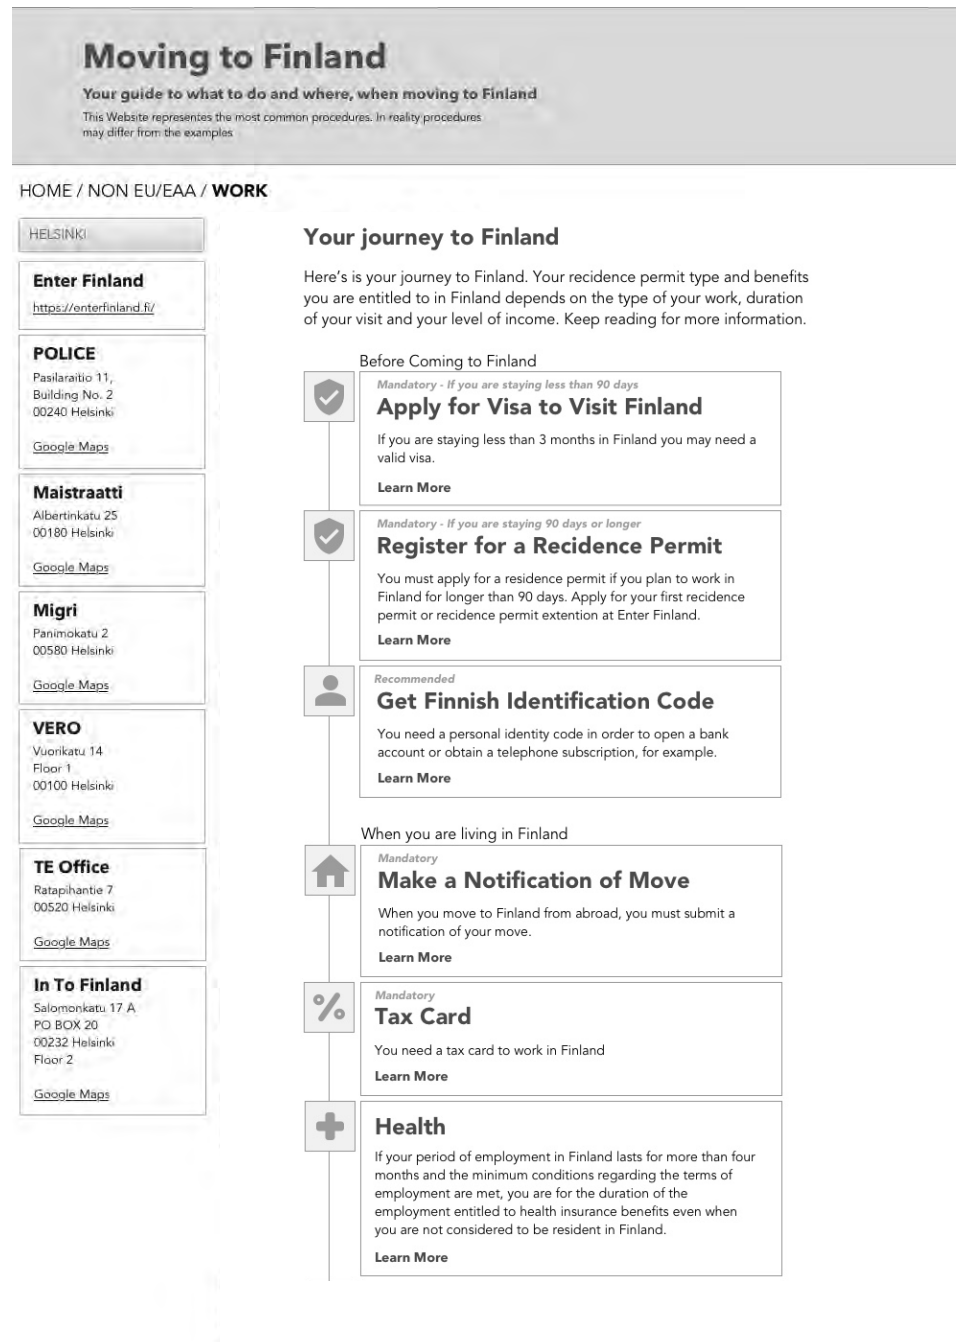 Moving to Finland
Your guide to what to do and where, when moving to Finland
This Website representes the most common procedures. In reality procedures
may differ from the examples
HOME / NON EU/EAA / WORK
HELSINKI
Enter Finland
https://enterfinland.fi/
POLICE
Pasilaraitio 11,
Building No. 2
00240 Helsinki
Google Maps
Maistraatti
Albertinkatu 25
00180 Helsinki
Google Maps
Migri
Panimokatu 2
00580 Helsinki
Google Maps
VERO
Vuorikatu 14
Floor 1
00100 Helsinki
Google Maps
TE Office
Ratapihantie 7
00520 Helsinki
Google Maps
In To Finland
Salomonkatu 17 A
PO BOX 20
00232 Helsinki
Floor 2
Google Maps
Your journey to Finland
Here's is your journey to Finland. Your recidence permit type and benefits
you are entitled to in Finland depends on the type of your work, duration
of your visit and your level of income. Keep reading for more information.
Before Coming to Finland
Mandatory - If you are staying less than 90 days
Apply for Visa to Visit Finland
If you are staying less than 3 months in Finland you may need a
valid visa.
Learn More
Mandatory - If you are staying 90 days or longer
Register for a Recidence Permit
You must apply for a residence permit if you plan to work in
Finland for longer than 90 days. Apply for your first recidence
permit or recidence permit extention at Enter Finland.
Learn More
Recommended
Get Finnish Identification Code
You need a personal identity code in order to open a bank
account or obtain a telephone subscription, for example.
Learn More
When you are living in Finland
Mandatory
Make a Notification of Move
When you move to Finland from abroad, you must submit a
notification of your move.
Learn More
Mandatory
Tax Card
You need a tax card to work in Finland
Learn More
Health
If your period of employment in Finland lasts for more than four
months and the minimum conditions regarding the terms of
employment are met, you are for the duration of the
employment entitled to health insurance benefits even when
you are not considered to be resident in Finland.
Learn More